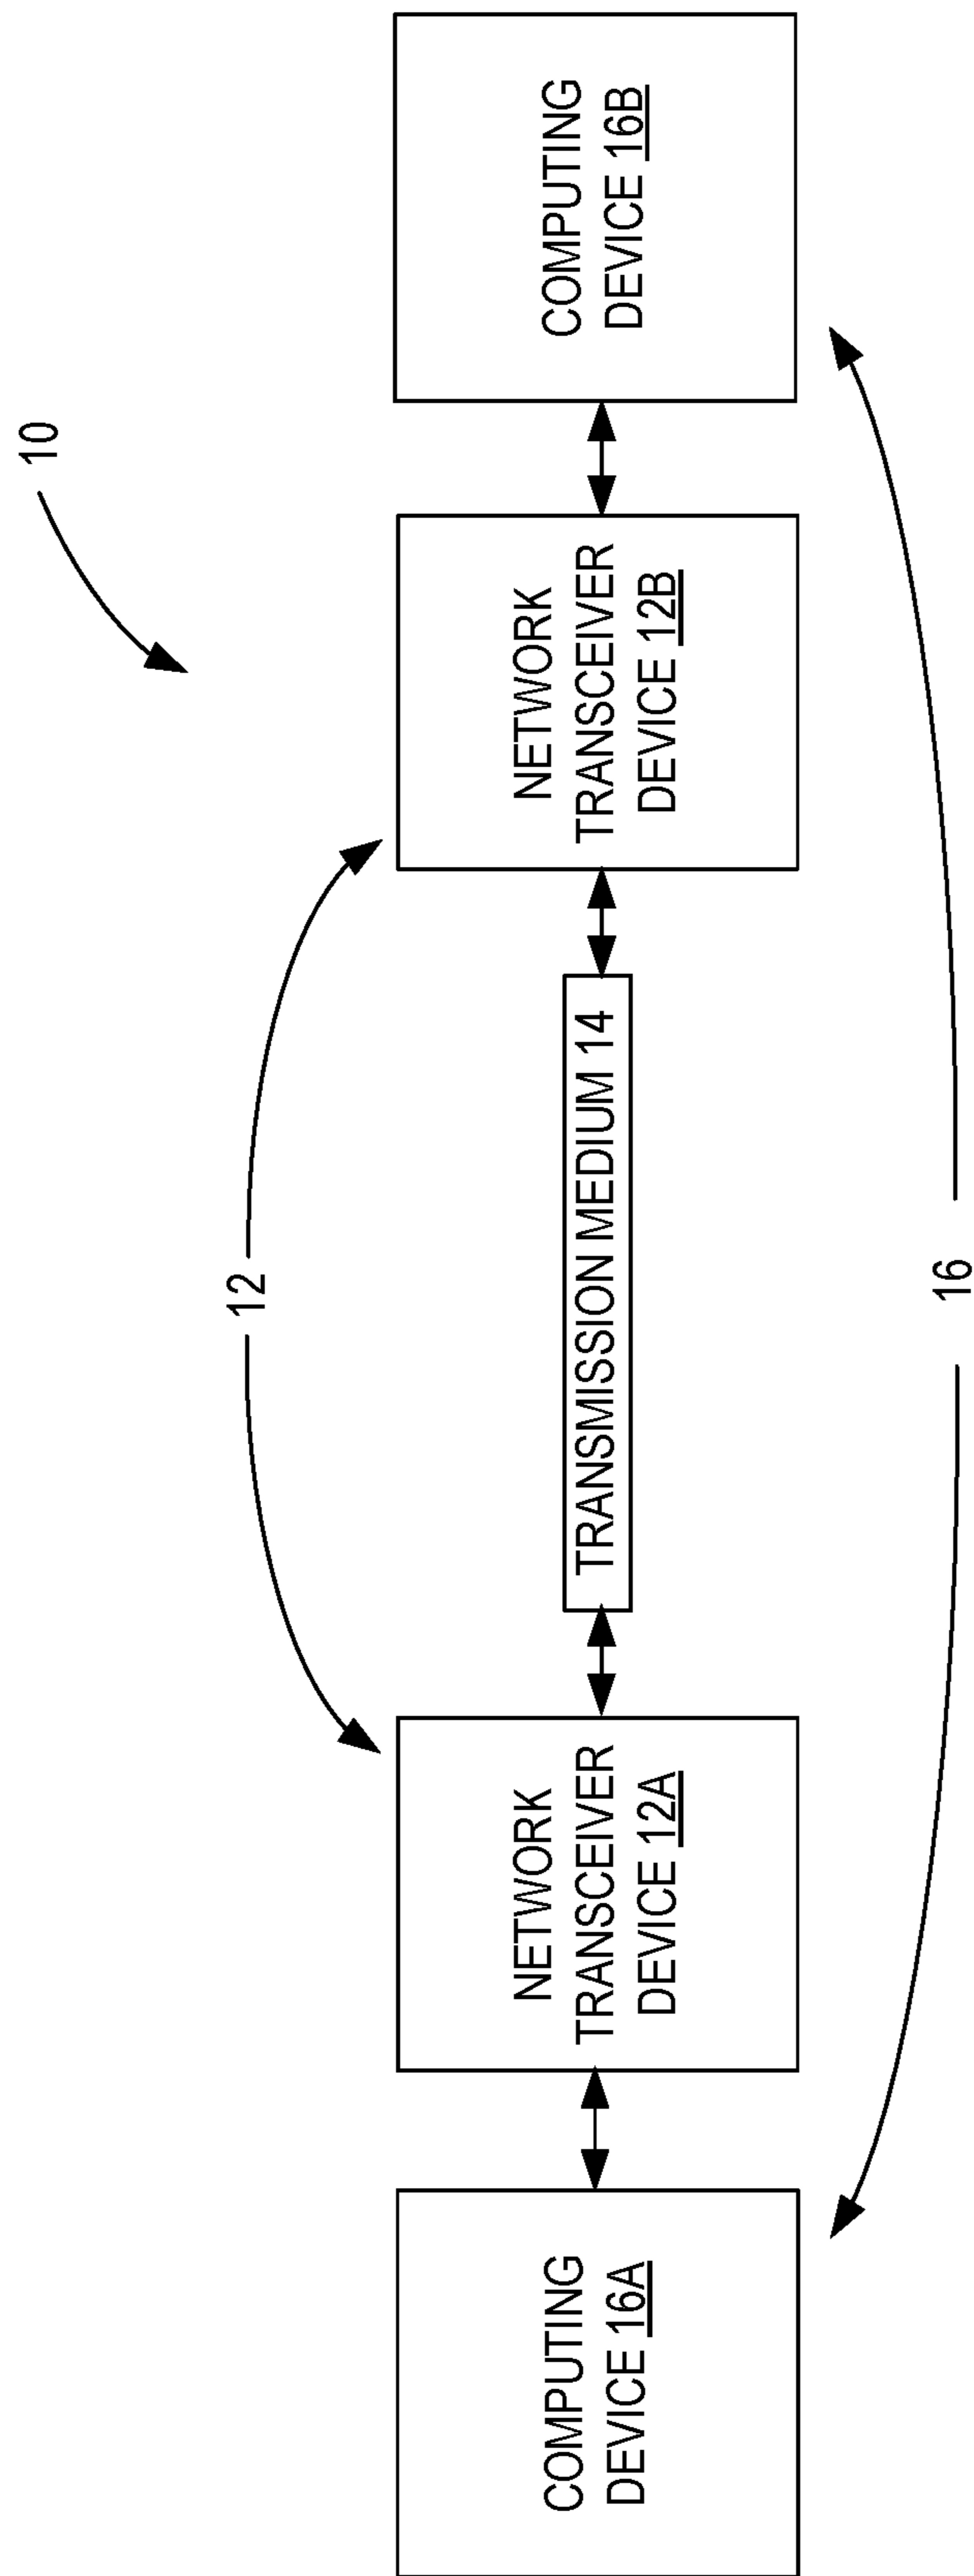 10
12
COMPUTING
DEVICE 16A
NETWORK
TRANSCEIVER
DEVICE 12A
TRANSMISSION MEDIUM 14
NETWORK
TRANSCEIVER
DEVICE 12B
COMPUTING
DEVICE 16B
16